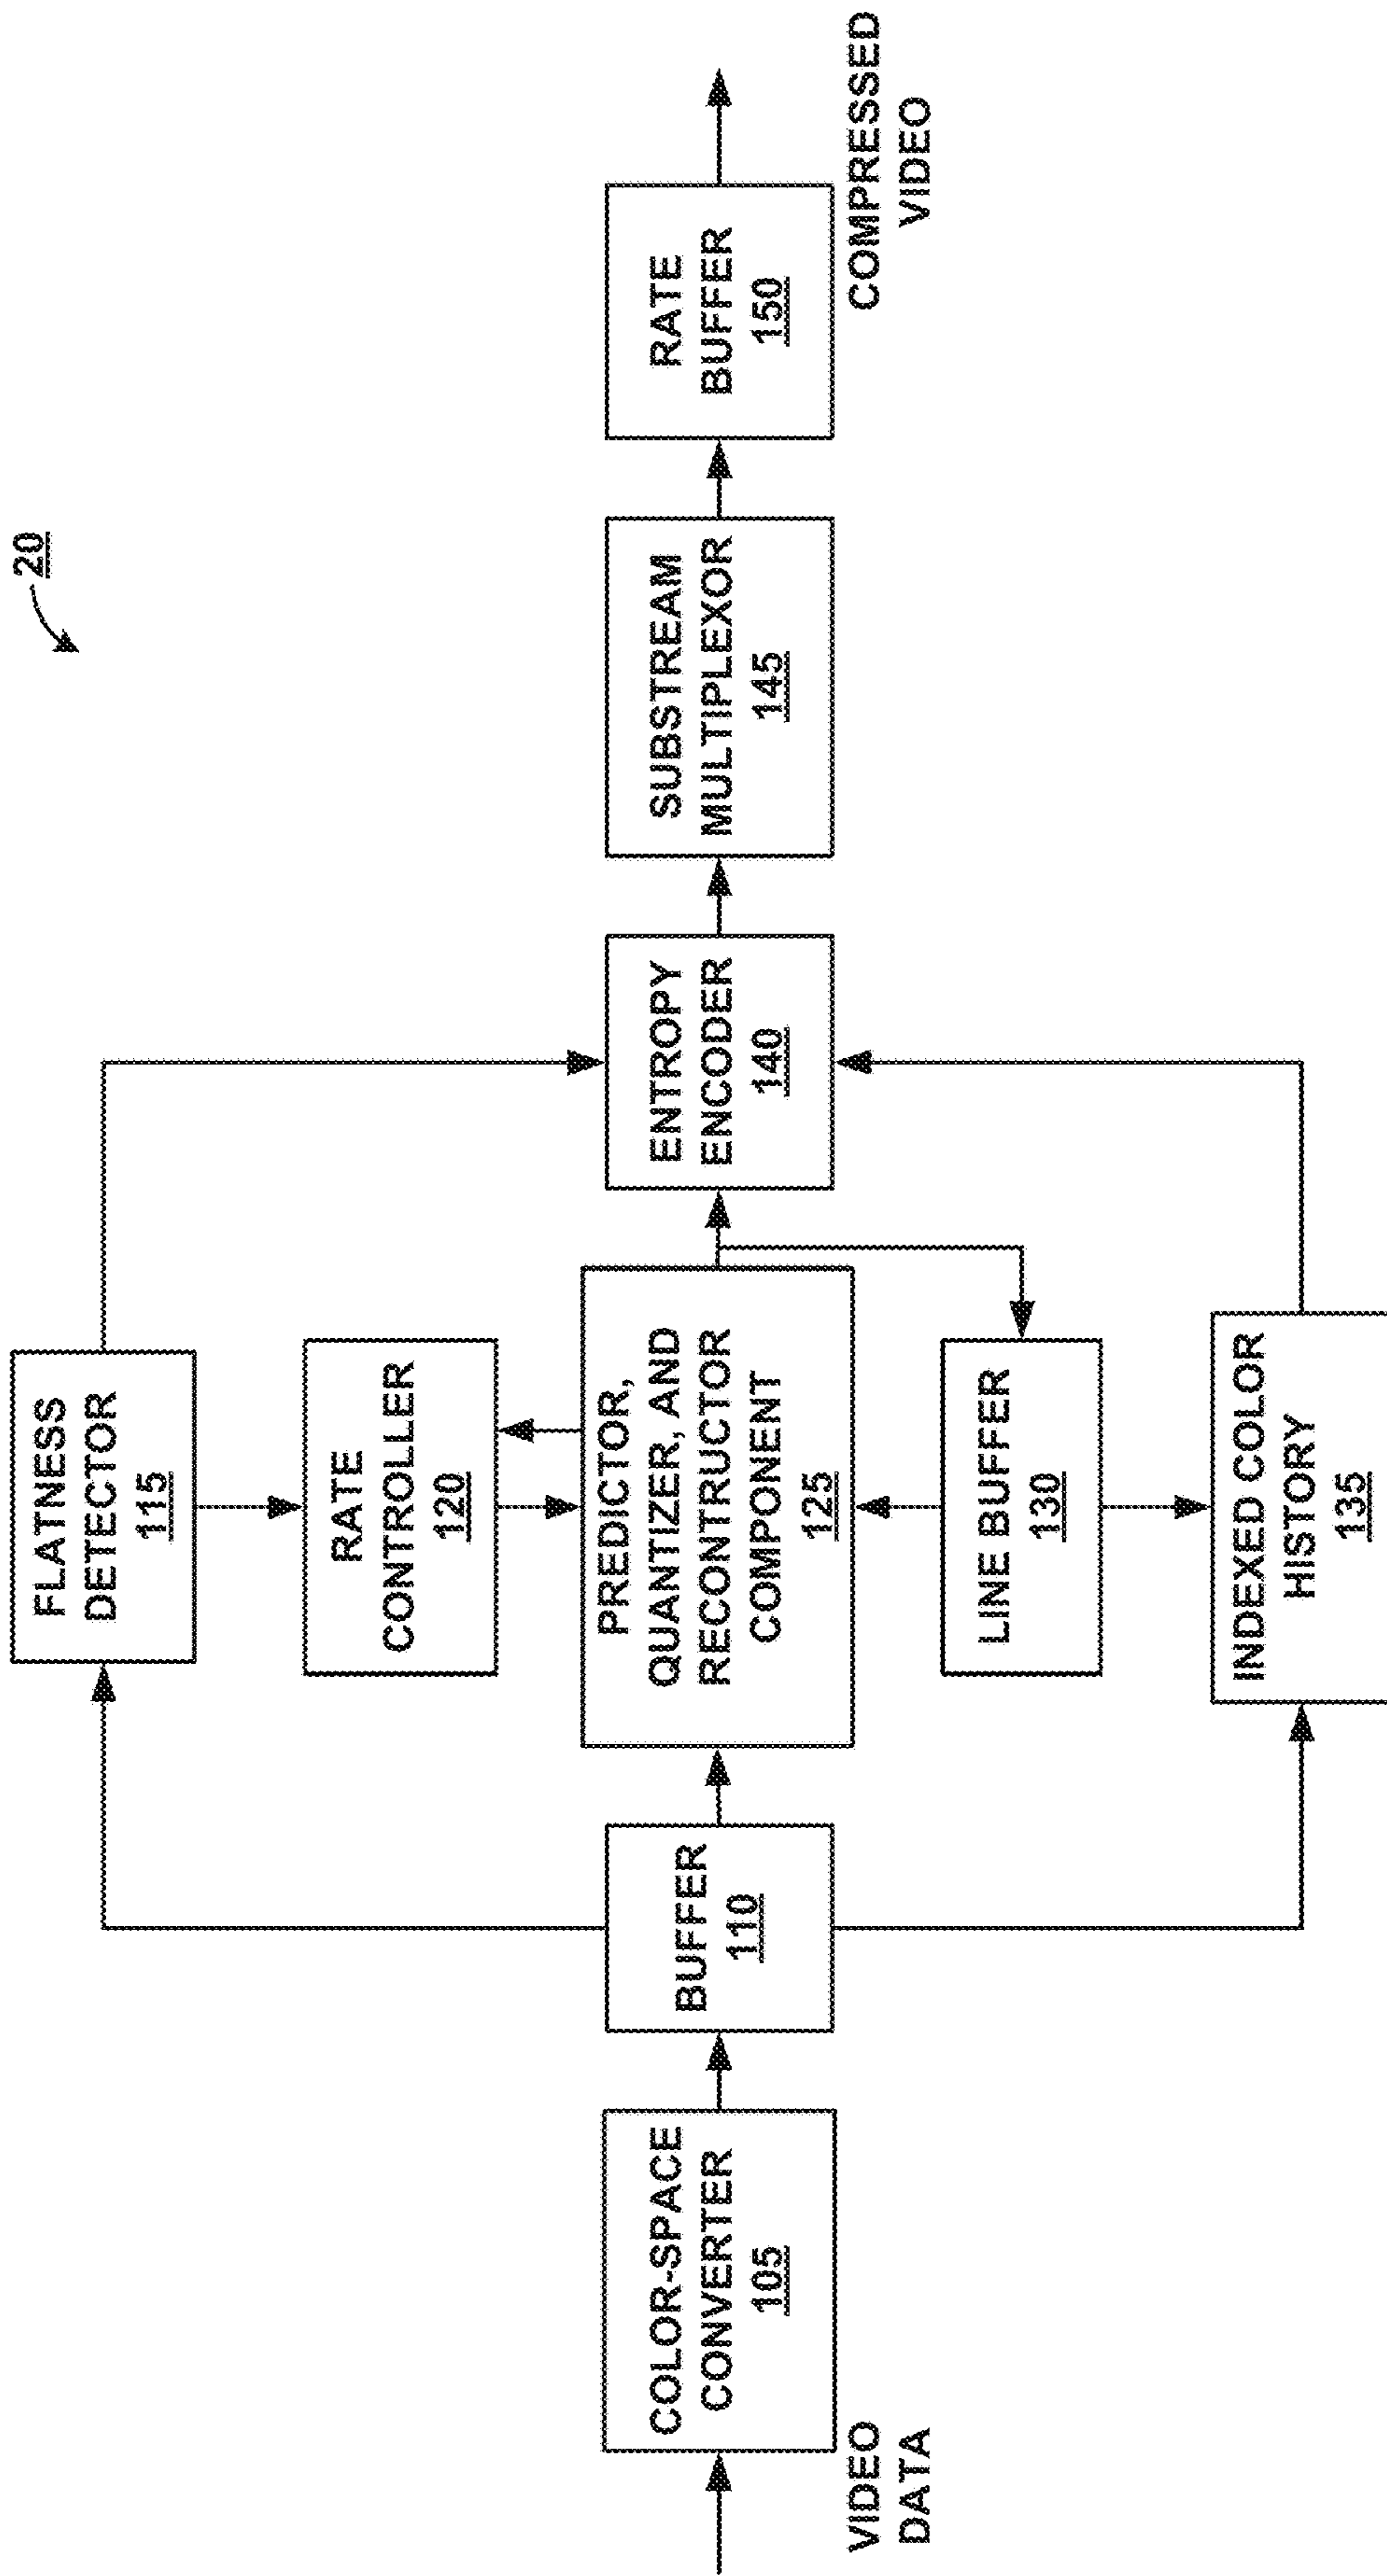 20
FLATNESS
DETECTOR
115
RATE
CONTROLLER
120
VIDEO
DATA
COLOR-SPACE
CONVERTER
105
BUFFER
110
PREDICTOR,
QUANTIZER, AND
RECONTRUCTOR
COMPONENT
125
ENTROPY
ENCODER
140
SUBSTREAM
MULTIPLEXOR
145
RATE
BUFFER
150
COMPRESSED
VIDEO
LINE BUFFER
130
INDEXED COLOR
HISTORY
135